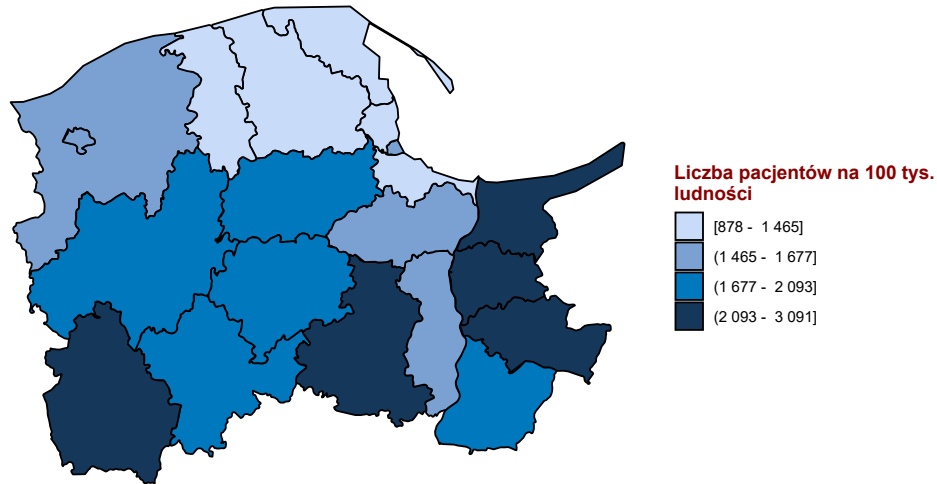 Liczba pacjentów na 100 tys.
ludności
[878 - 1 465]
(1 465 - 1 677]
(1 677 - 2 093]
(2 093 - 3 091]